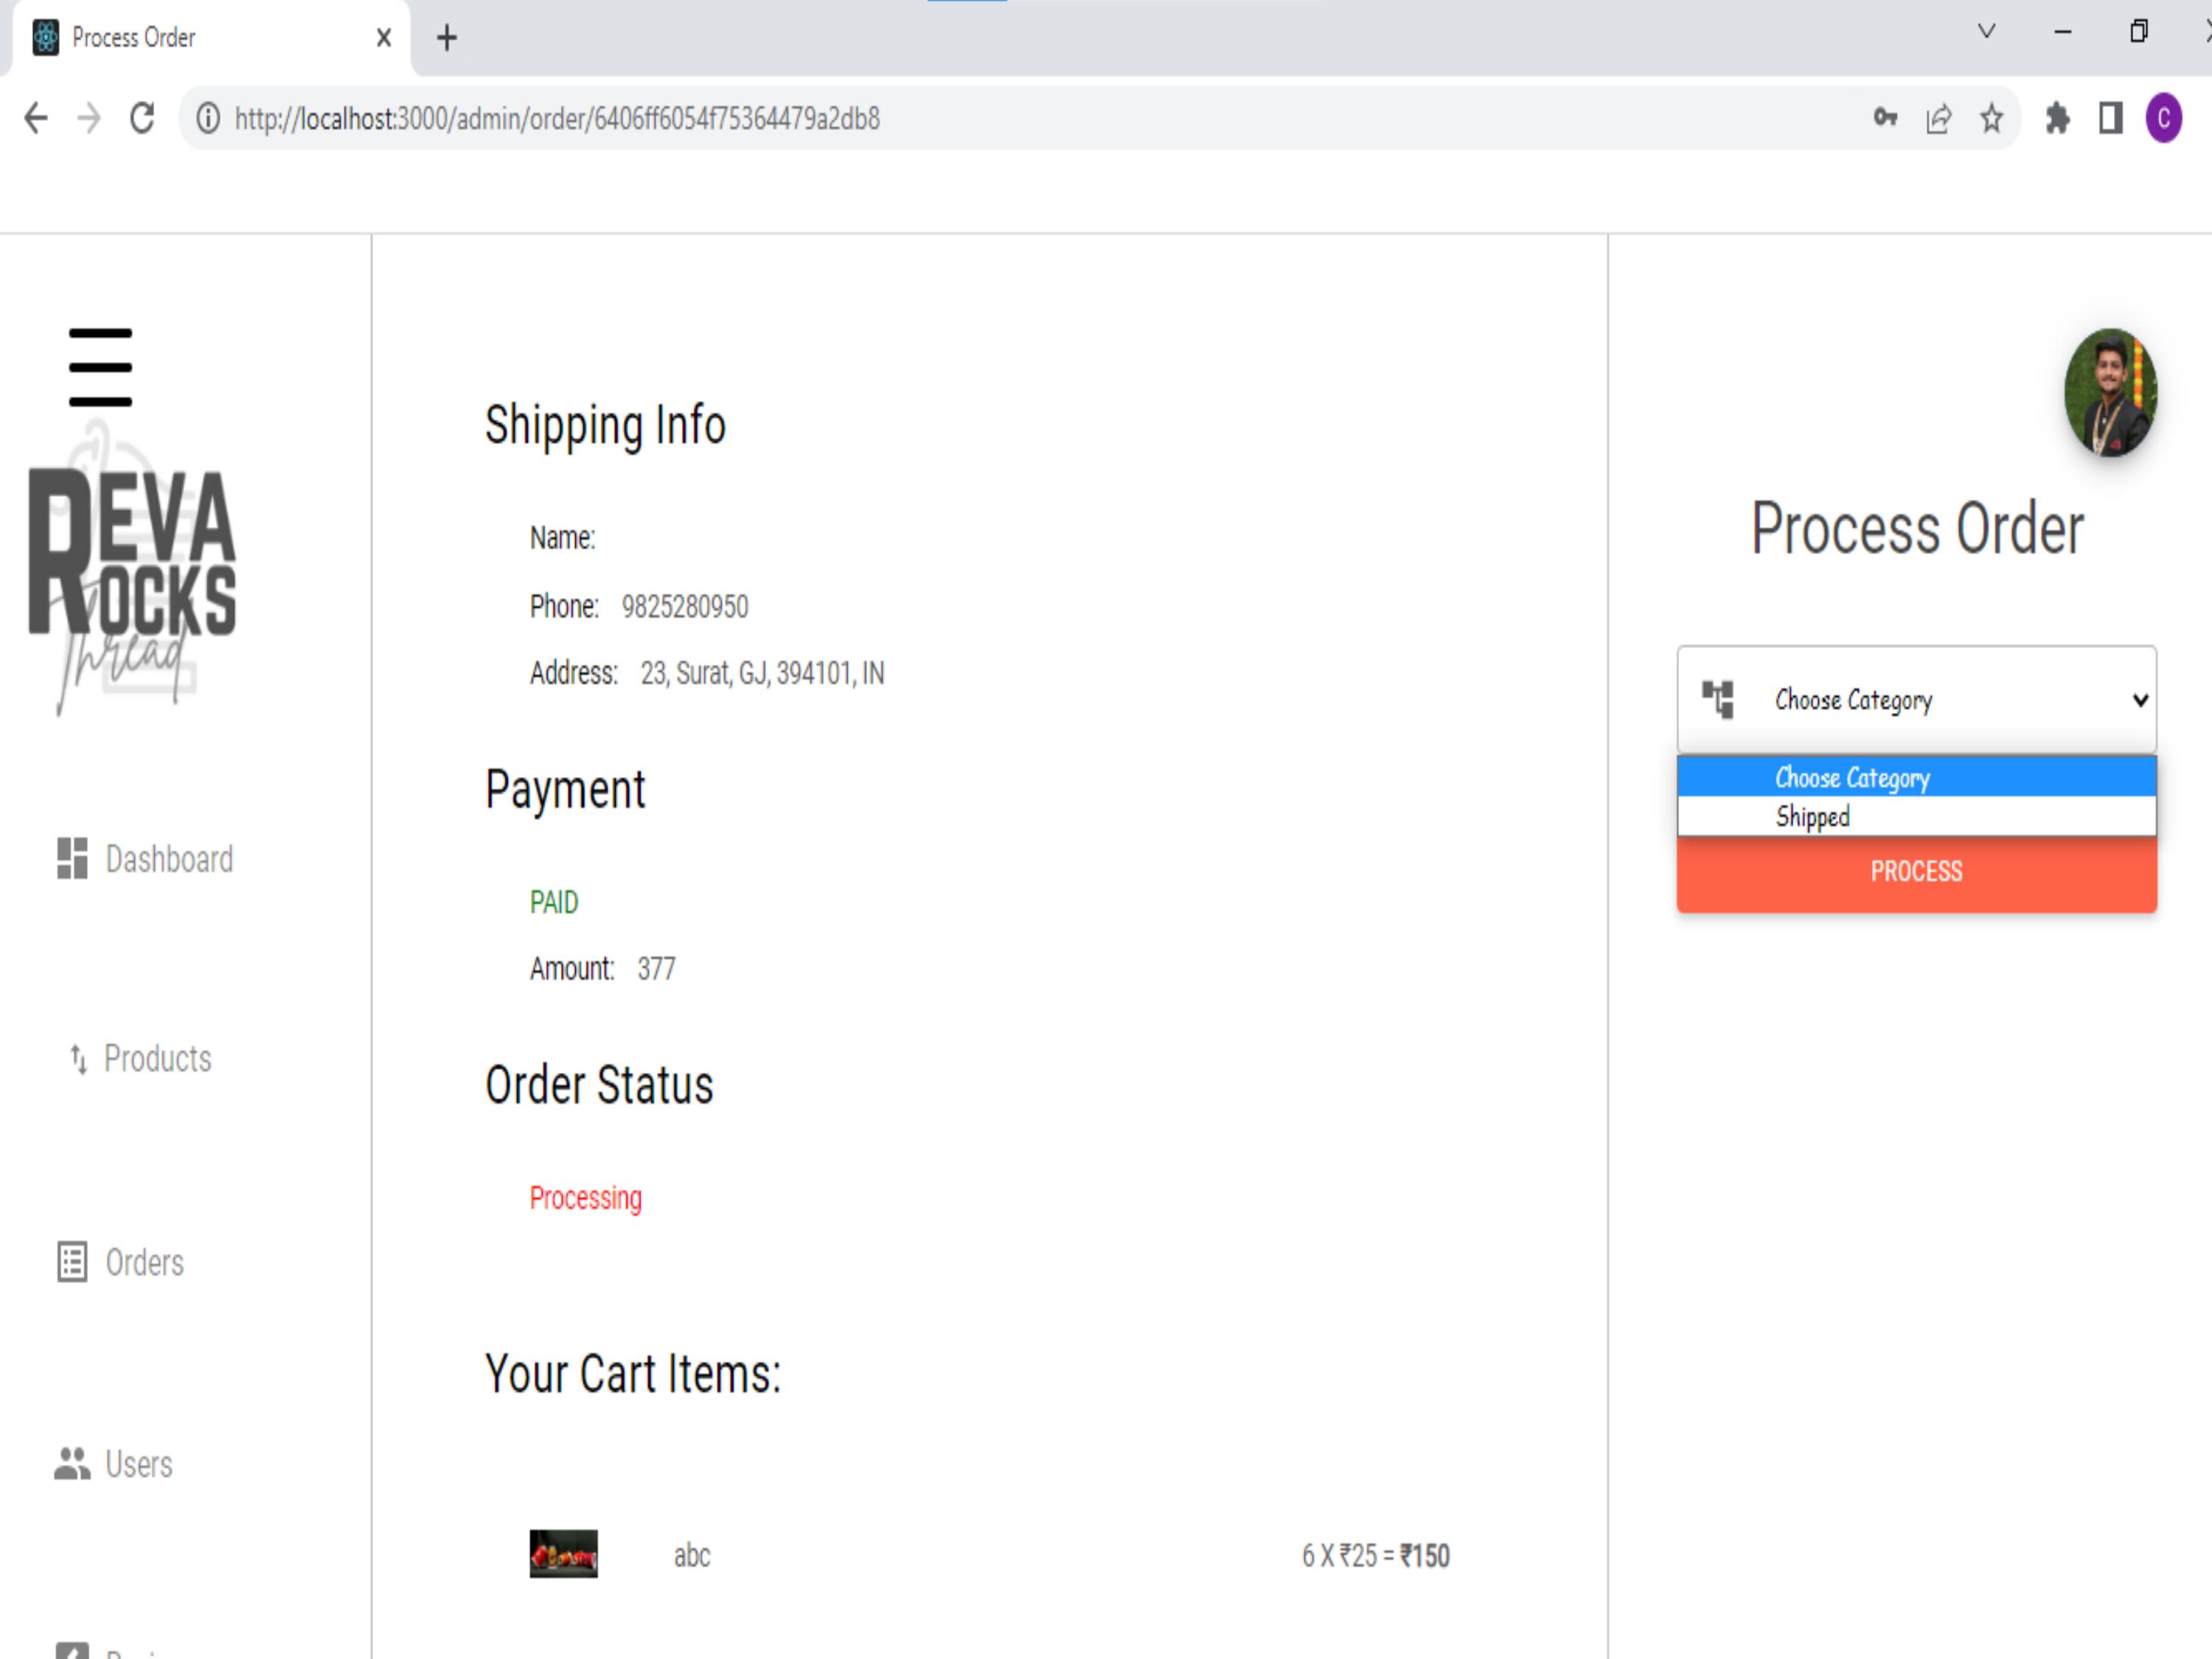 Process Order
http://localhost:3000/admin/order/6406ff6054f75364479a2db8
C
REVA
ROCKS
Thread
Dashboard
Products
Orders
Users
Shipping Info
Name:
Phone: 9825280950
Address: 23, Surat, GJ, 394101, IN
Payment
PAID
Amount: 377
Order Status
Processing
Your Cart Items:
abc 6 X ₹25 = ₹150
Process Order
Choose Category
Choose Category
Shipped
PROCESS